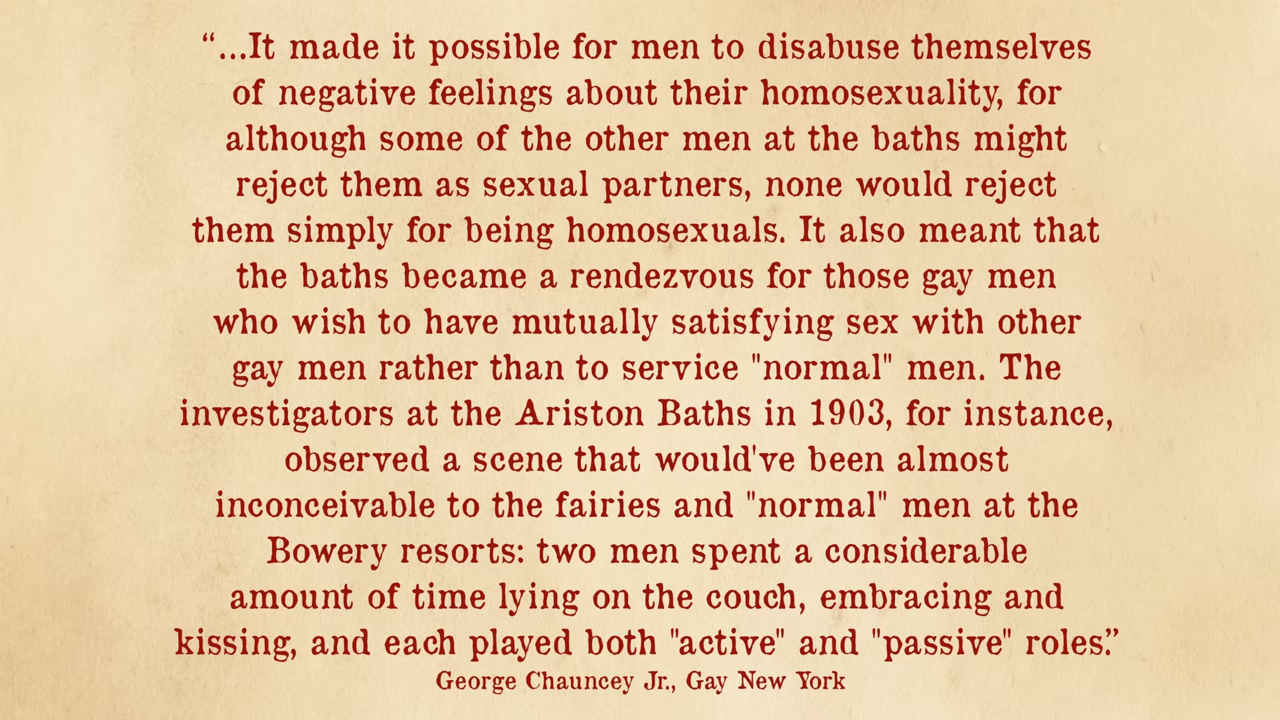 “...It made it possible for men to disabuse themselves
of negative feelings about their homosexuality, for
although some of the other men at the baths might
reject them as sexual partners, none would reject
them simply for being homosexuals. It also meant that
the baths became a rendezvous for those gay men
who wish to have mutually satisfying sex with other
gay men rather than to service "normal" men. The
investigators at the Ariston Baths in 1903, for instance,
observed a scene that would've been almost
inconceivable to the fairies and "normal" men at the
Bowery resorts: two men spent a considerable
amount of time lying on the couch, embracing and
kissing, and each played both "active" and "passive" roles.”
George Chauncey Jr., Gay New York